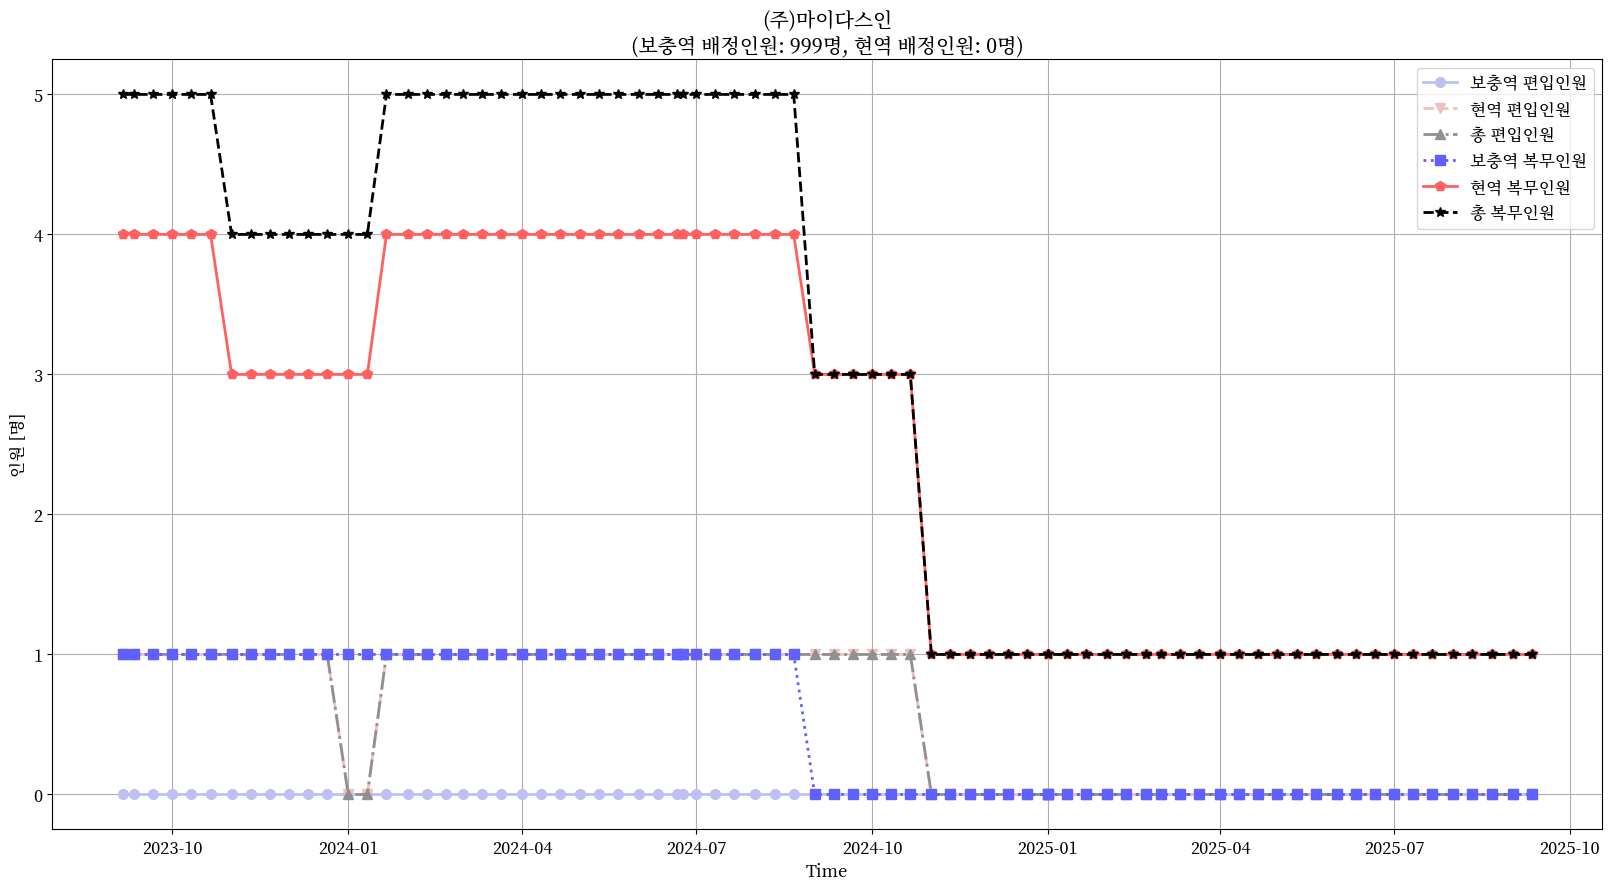 (주)마이다스인
(보충역 배정인원: 999명, 현역 배정인원: 0명)
보충역 편입인원
현역 편입인원
총 편입인원
보충역 복무인원
현역 복무인원
총 복무인원
인원 [명]
5
4
3
2
1
0
2023-10
2024-01
2024-04
2024-07
2024-10
2025-01
2025-04
2025-07
2025-10
Time